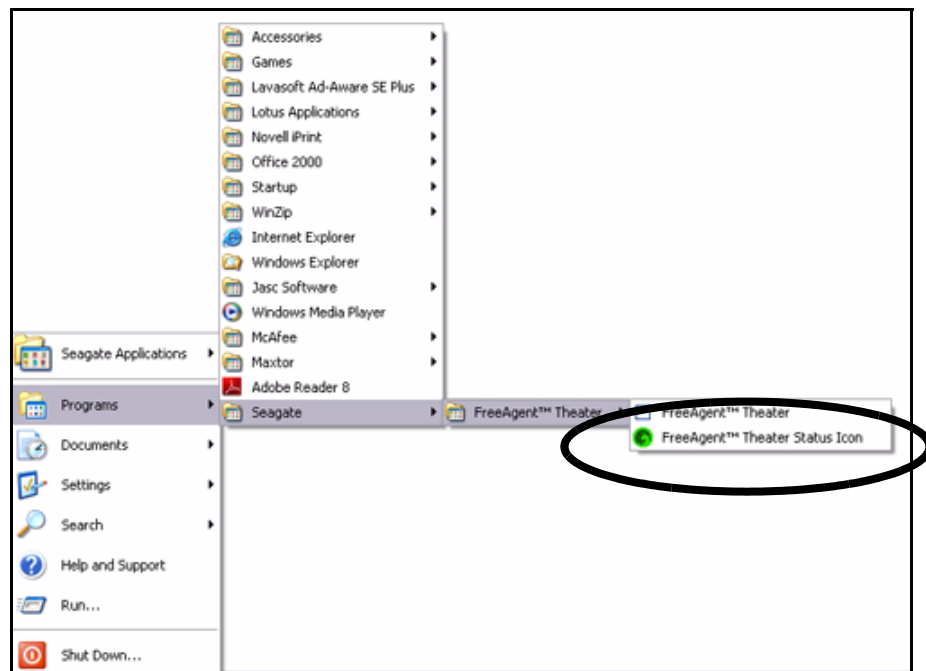 Accessories
Games
Lavasoft Ad-Aware SE Plus
Lotus Applications
Novell iPrint
Office 2000
Startup
WinZip
Internet Explorer
Windows Explorer
Jasc Software
Windows Media Player
McAfee
Maxtor
Adobe Reader 8
Seagate
FreeAgent™ Theater
FreeAgent™ Theater
FreeAgent™ Theater Status Icon
Seagate Applications
Programs
Documents
Settings
Search
Help and Support
Run...
Shut Down...